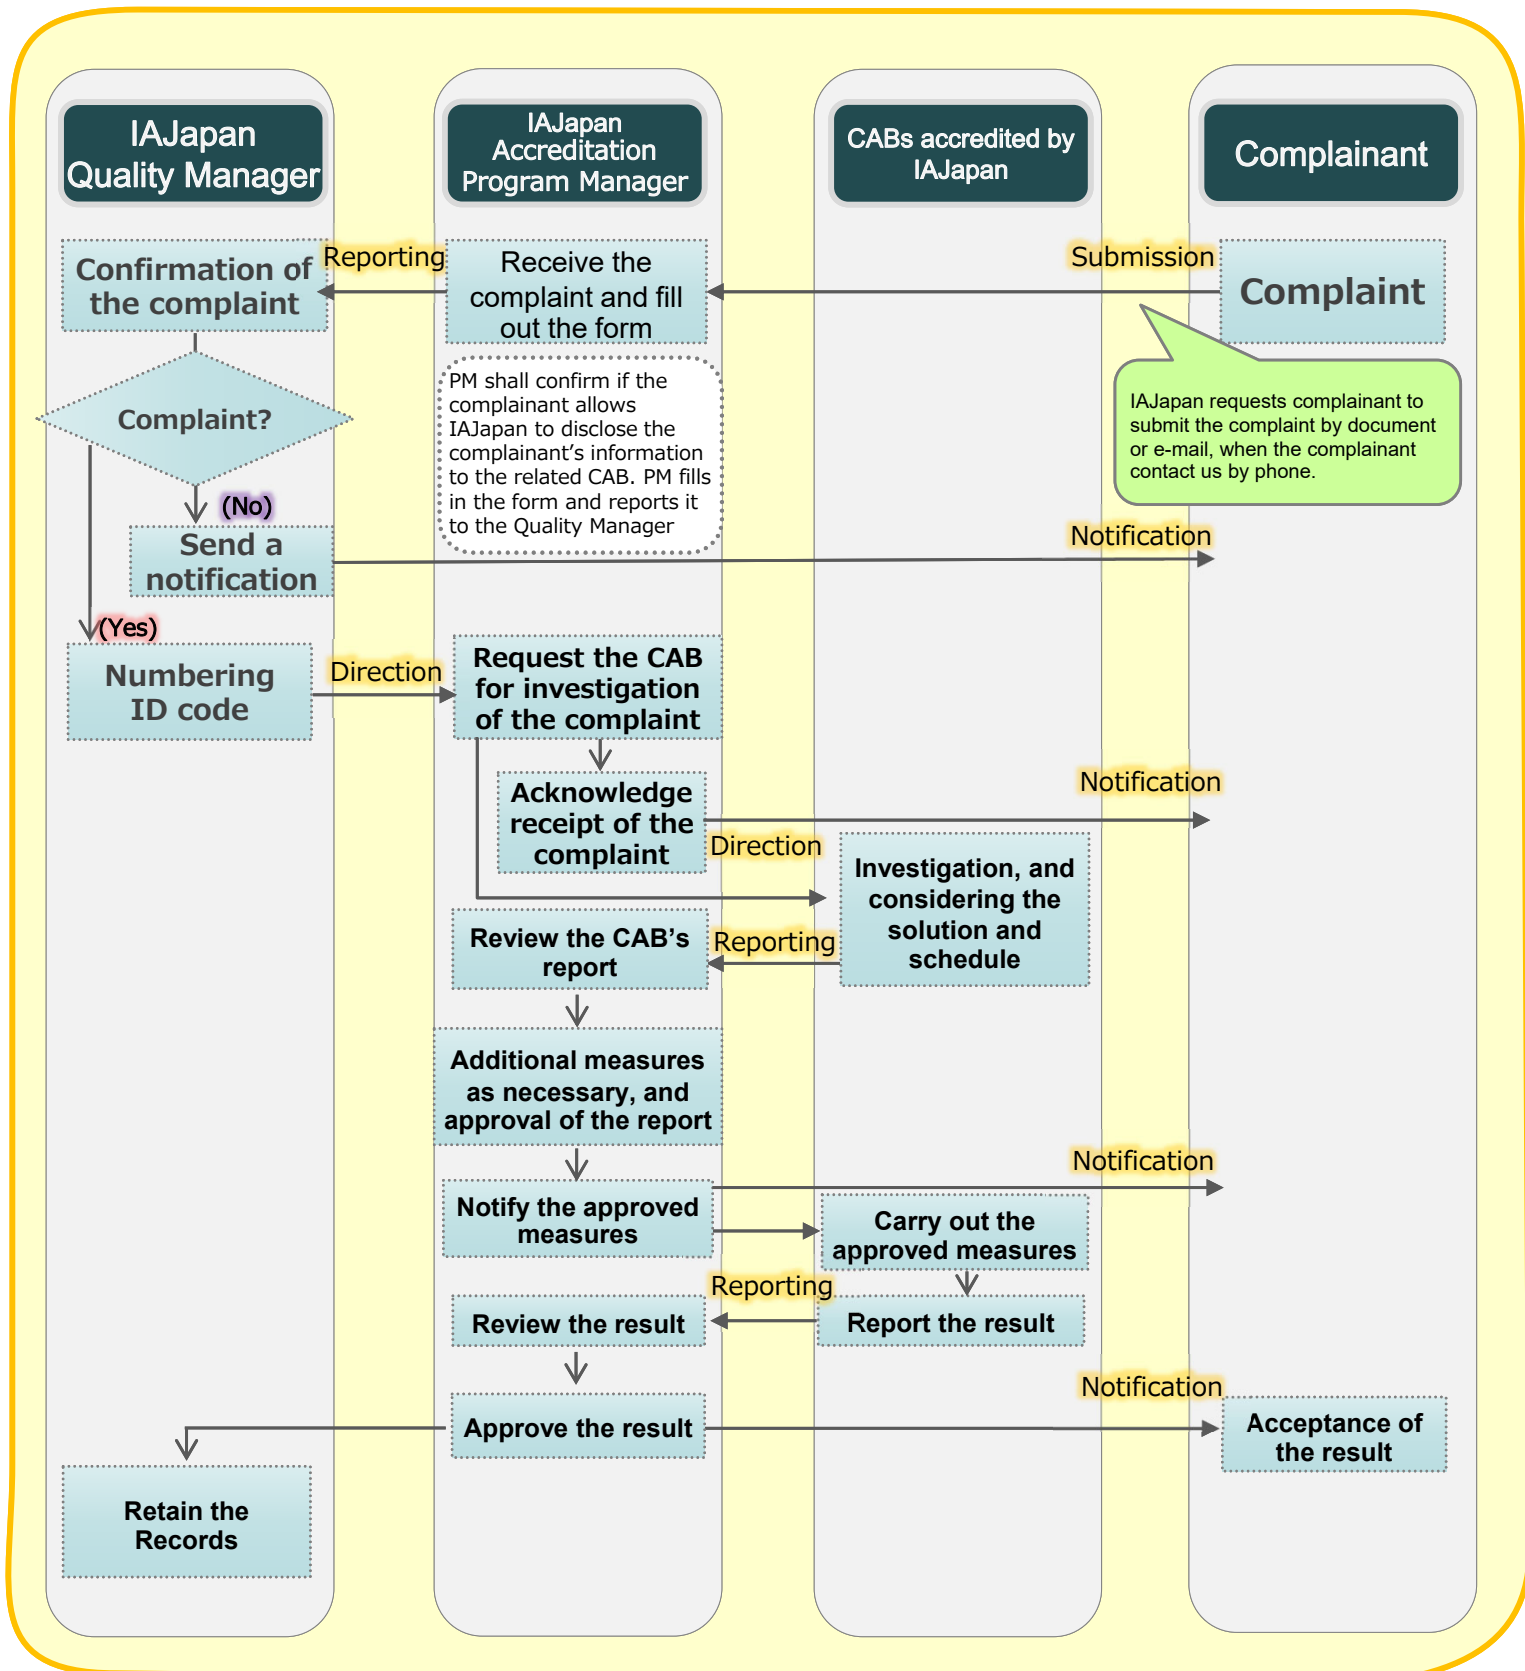 IAJapan
Quality Manager
IAJapan
Accreditation
Program Manager
CABs accredited by
IAJapan
Complainant
Confirmation of
the complaint
Reporting
Receive the
complaint and fill
out the form
Submission
Complaint
PM shall confirm if the
complainant allows
IAJapan to disclose the
complainant’s information
to the related CAB. PM fills
in the form and reports it
to the Quality Manager
IAJapan requests complainant to
submit the complaint by document
or e-mail, when the complainant
contact us by phone.
Complaint?
(No)
Send a
notification
Notification
(Yes)
Numbering
ID code
Direction
Request the CAB
for investigation
of the complaint
Acknowledge
receipt of the
complaint
Notification
Direction
Investigation, and
considering the
solution and
schedule
Reporting
Review the CAB’s
report
Additional measures
as necessary, and
approval of the report
Notification
Notify the approved
measures
Carry out the
approved measures
Reporting
Report the result
Review the result
Notification
Approve the result
Acceptance of
the result
Retain the
Records